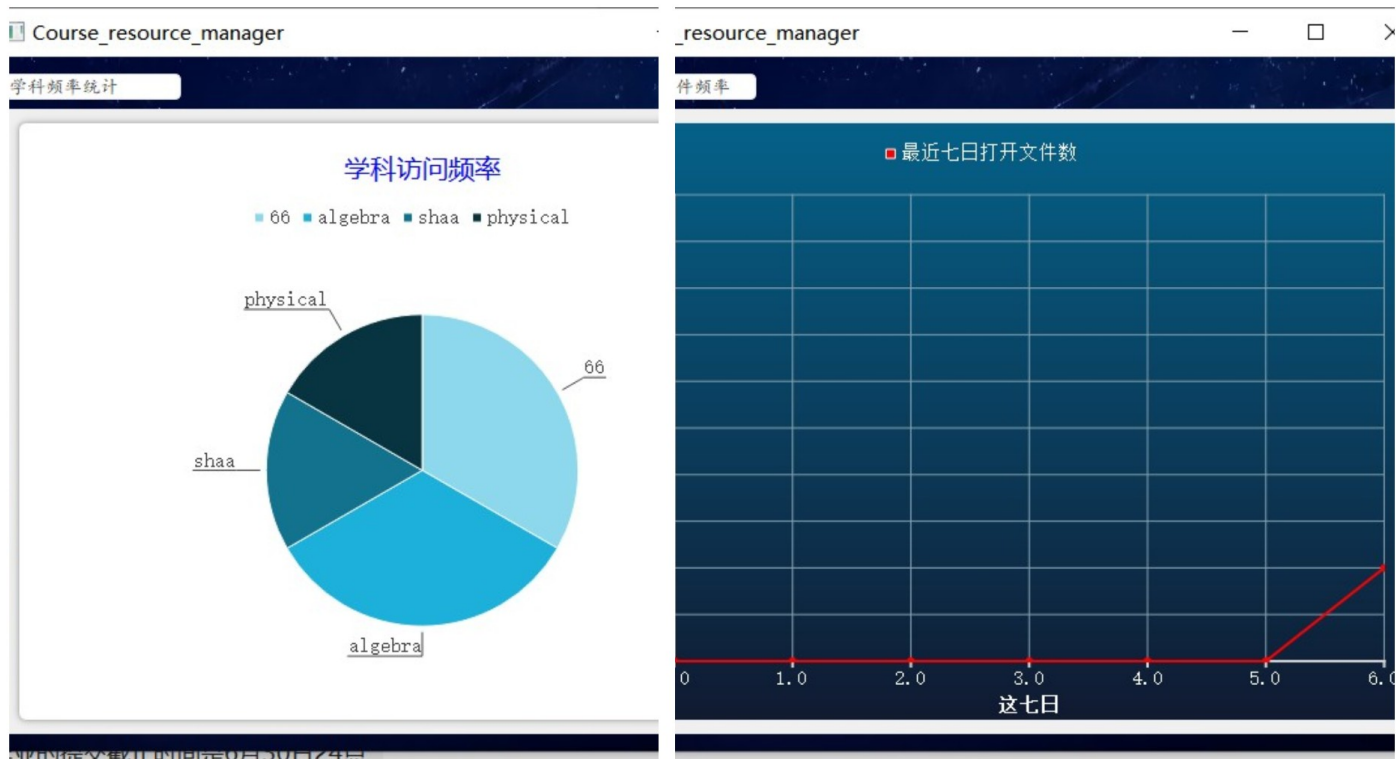 Course_resource_manager
学科频率统计
学科访问频率
66 algebra shaa physical
physical
66
shaa
algebra
_resource_manager
件频率
最近七日打开文件数
0 1.0 2.0 3.0 4.0 5.0 6.0
这七日